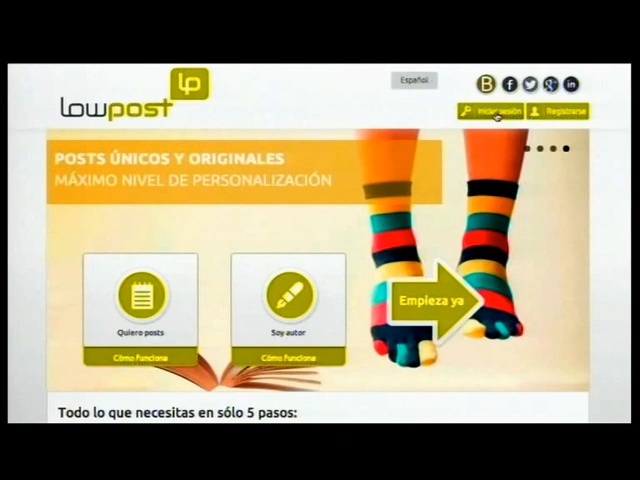 lp
lowpost
Español
B
f
g+
in
Iniciar sesión
Registrarse
POSTS ÚNICOS Y ORIGINALES
MÁXIMO NIVEL DE PERSONALIZACIÓN
Quiero posts
Cómo funciona
Soy autor
Cómo funciona
Empieza ya
Todo lo que necesitas en sólo 5 pasos: